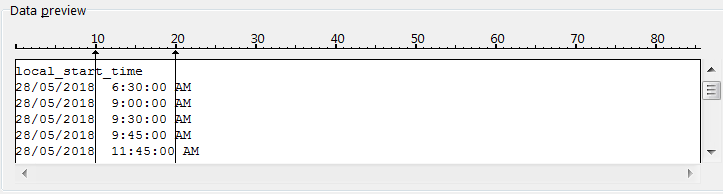 Data preview
10 20 30 40 50 60 70 80
local_start_time
28/05/2018  6:30:00 AM
28/05/2018  9:00:00 AM
28/05/2018  9:30:00 AM
28/05/2018  9:45:00 AM
28/05/2018  11:45:00 AM